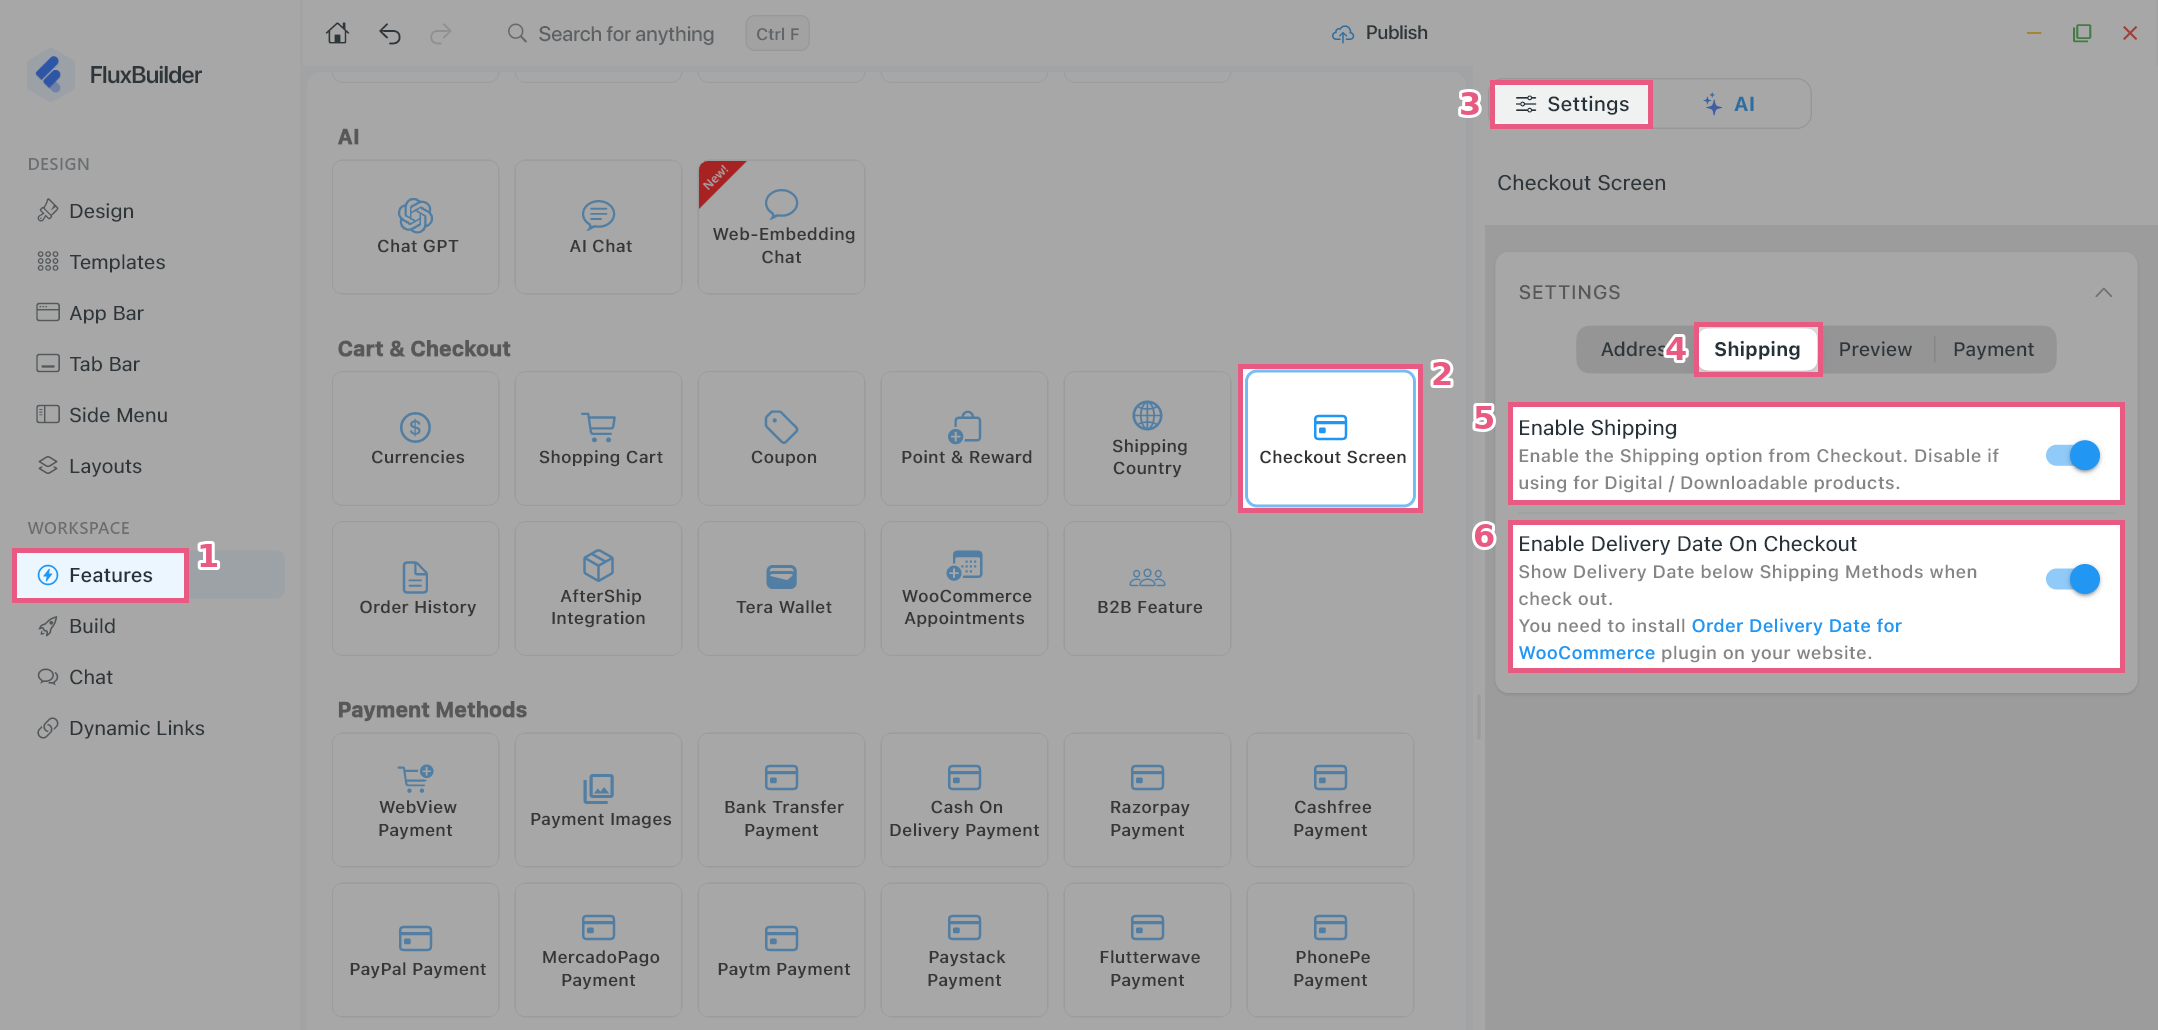 FluxBuilder
Search for anything
Ctrl F
Publish
DESIGN
Design
Templates
App Bar
Tab Bar
Side Menu
Layouts
WORKSPACE
1
Features
Build
Chat
Dynamic Links
AI
Chat GPT
AI Chat
New!
Web-Embedding
Chat
Cart & Checkout
Currencies
Shopping Cart
Coupon
Point & Reward
Shipping
Country
2
Checkout Screen
Order History
AfterShip
Integration
Tera Wallet
WooCommerce
Appointments
B2B Feature
Payment Methods
WebView
Payment
Payment Images
Bank Transfer
Payment
Cash On
Delivery Payment
Razorpay
Payment
Cashfree
Payment
PayPal Payment
MercadoPago
Payment
Paytm Payment
Paystack
Payment
Flutterwave
Payment
PhonePe
Payment
3
Settings
AI
Checkout Screen
SETTINGS
4
Shipping
Preview
Payment
5
Enable Shipping
Enable the Shipping option from Checkout. Disable if
using for Digital / Downloadable products.
6
Enable Delivery Date On Checkout
Show Delivery Date below Shipping Methods when
check out.
You need to install Order Delivery Date for
WooCommerce plugin on your website.